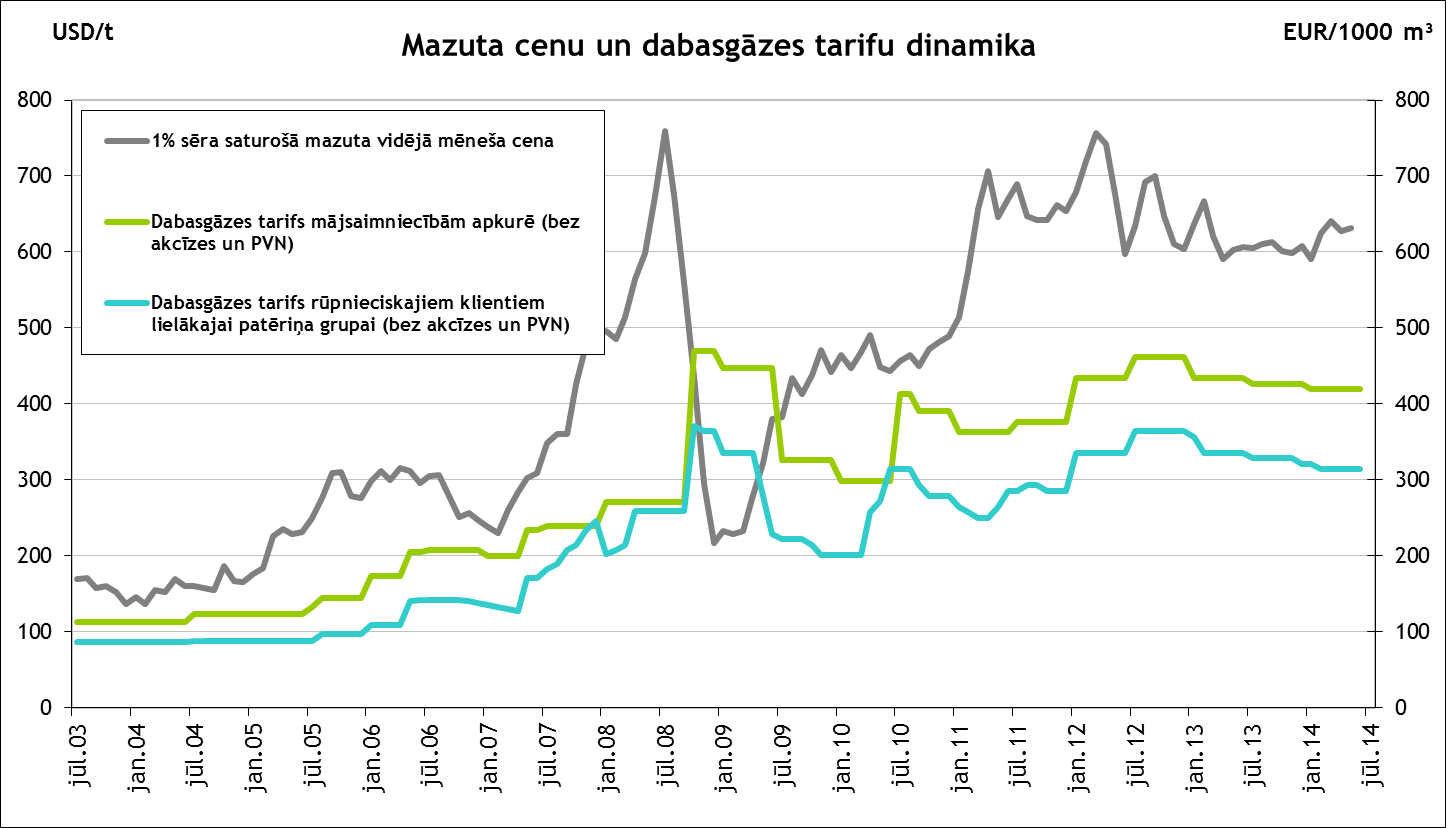 USD/t
EUR/1000 m³
Mazuta cenu un dabasgāzes tarifu dinamika
800
700
600
500
400
300
200
100
0
1% sēra saturošā mazuta vidējā mēneša cena
Dabasgāzes tarifs mājsaimniecībām apkurē (bez
akcīzes un PVN)
Dabasgāzes tarifs rūpnieciskajiem klientiem
lielākajai patēriņa grupai (bez akcīzes un PVN)
800
700
600
500
400
300
200
100
0
jūl.03
jan.04
jūl.04
jan.05
jūl.05
jan.06
jūl.06
jan.07
jūl.07
jan.08
jūl.08
jan.09
jūl.09
jan.10
jūl.10
jan.11
jūl.11
jan.12
jūl.12
jan.13
jūl.13
jan.14
jūl.14